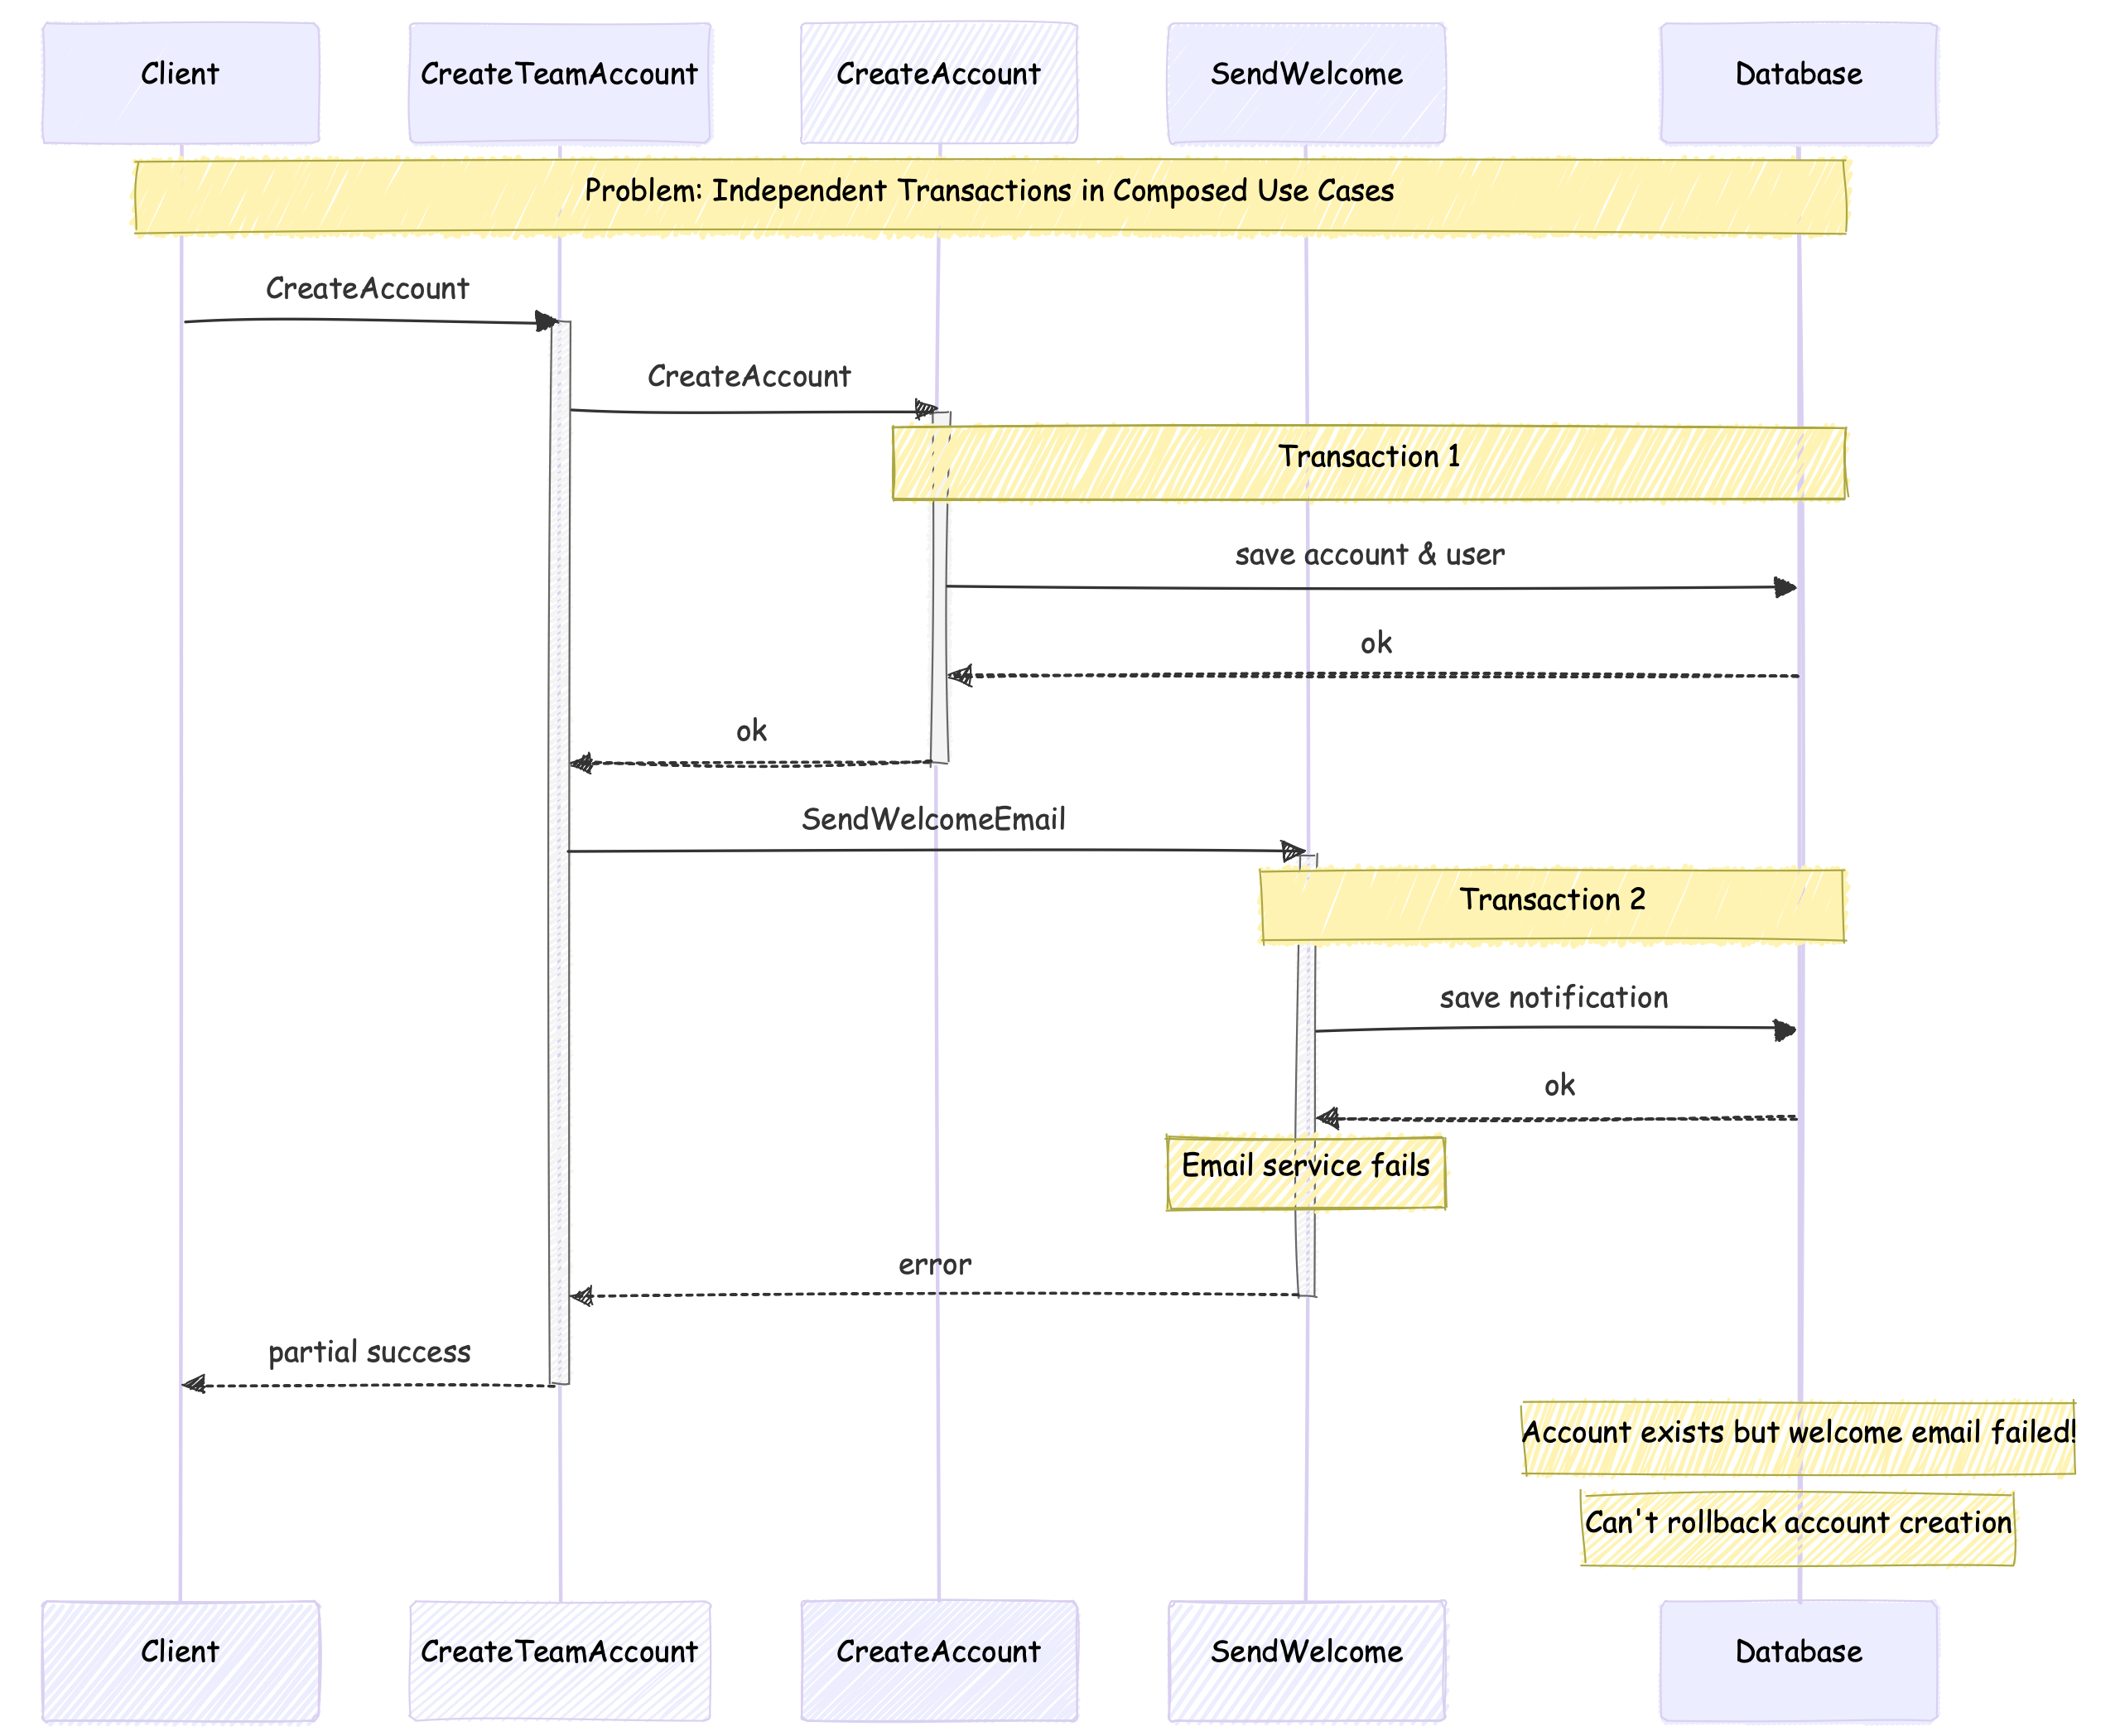 Client
CreateTeamAccount
CreateAccount
SendWelcome
Database
Problem: Independent Transactions in Composed Use Cases
CreateAccount
CreateAccount
Transaction 1
save account & user
ok
ok
SendWelcomeEmail
Transaction 2
save notification
ok
Email service fails
error
partial success
Account exists but welcome email failed!
Can't rollback account creation
Client
CreateTeamAccount
CreateAccount
SendWelcome
Database